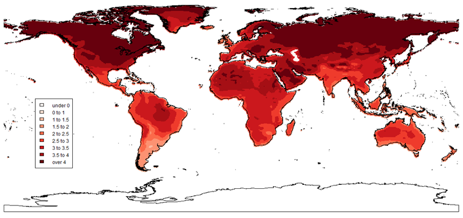 under 0
0 to 1
1 to 1.5
1.5 to 2
2 to 2.5
2.5 to 3
3 to 3.5
3.5 to 4
over 4